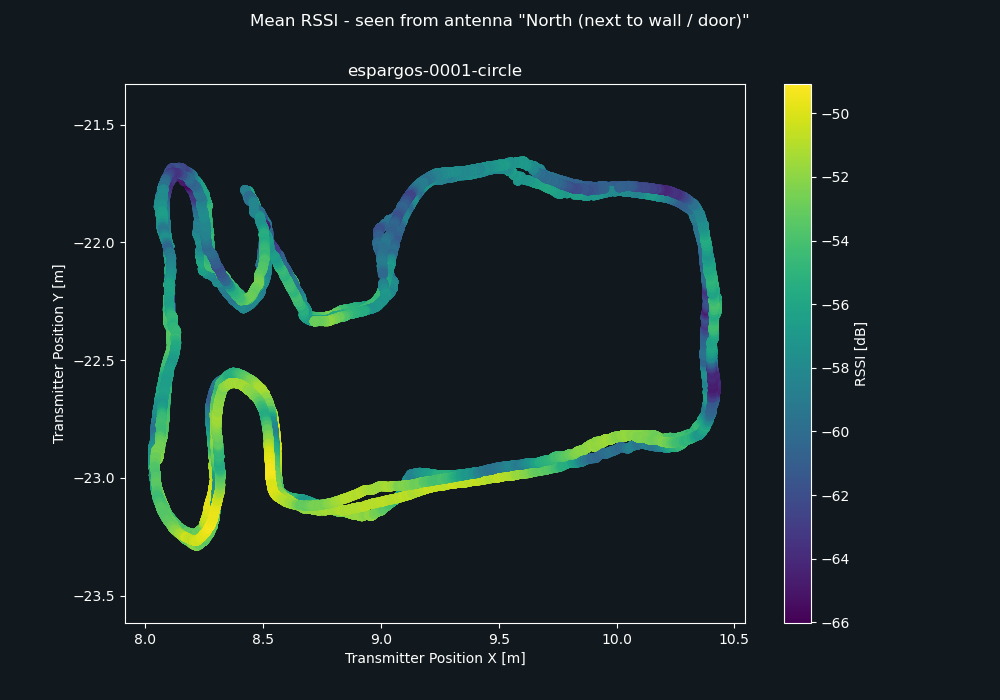 Mean RSSI - seen from antenna "North (next to wall / door)"
espargos-0001-circle
−21.5
−22.0
−22.5
−23.0
−23.5
Transmitter Position Y [m]
8.0 8.5 9.0 9.5 10.0 10.5
Transmitter Position X [m]
−50
−52
−54
−56
−58
−60
−62
−64
−66
RSSI [dB]